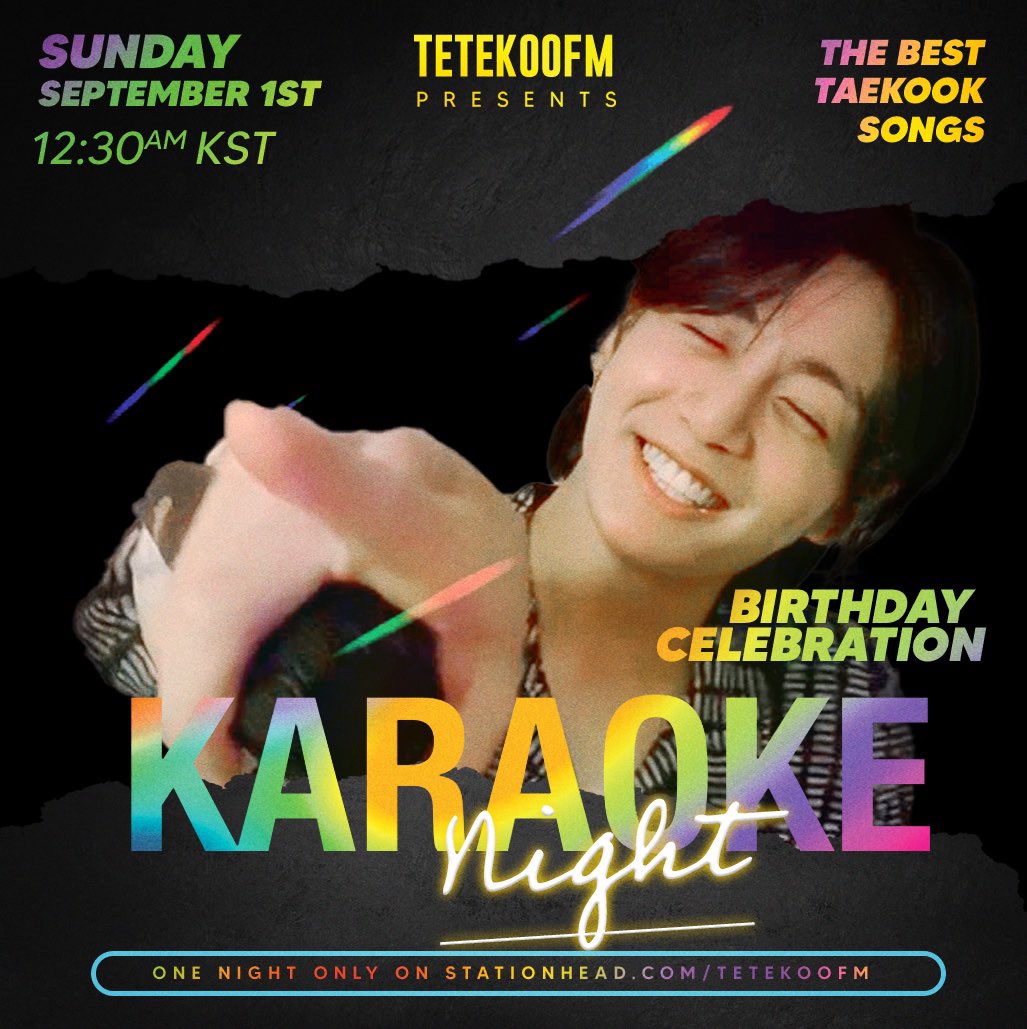 SUNDAY
SEPTEMBER 1ST
12:30AM KST
TETEKOOFM
PRESENTS
THE BEST
TAEKOOK
SONGS
BIRTHDAY
CELEBRATION
KARAOKE
Night
ONE NIGHT ONLY ON STATIONHEAD.COM/TETEKOOFM